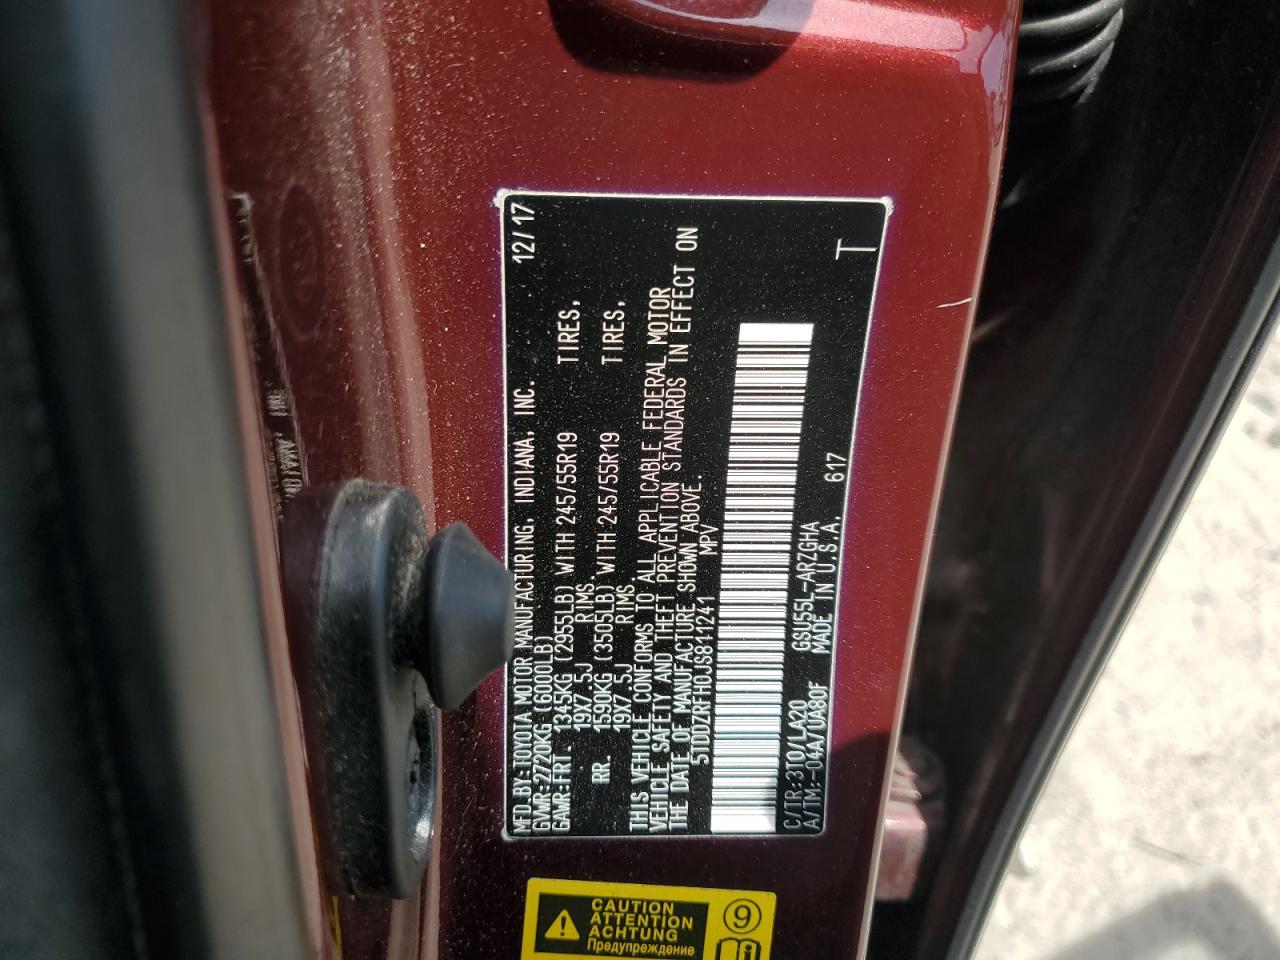 MFD.BY:TOYOTA MOTOR MANUFACTURING, INDIANA, INC. 12/17
GVWR-2720KG (6000LB)
GAWR-FRT. 1345KG (2955LB) WITH 245/55R19 TIRES,
19X7.5J RIMS.
RR. 1590KG (3505LB) WITH 245/55R19 TIRES,
19X7.5J RIMS.
THIS VEHICLE CONFORMS TO ALL APPLICABLE FEDERAL MOTOR
VEHICLE SAFETY AND THEFT PREVENTION STANDARDS IN EFFECT ON
THE DATE OF MANUFACTURE SHOWN ABOVE.
5TDDZRFH0JS811241 MPV
C/TR:3T0/LA20 GSU55L-ARZGHA 617
A/TM:-04A/UA80F MADE IN U.S.A.
T
CAUTION
ATTENTION
ACHTUNG
Предупреждение
9